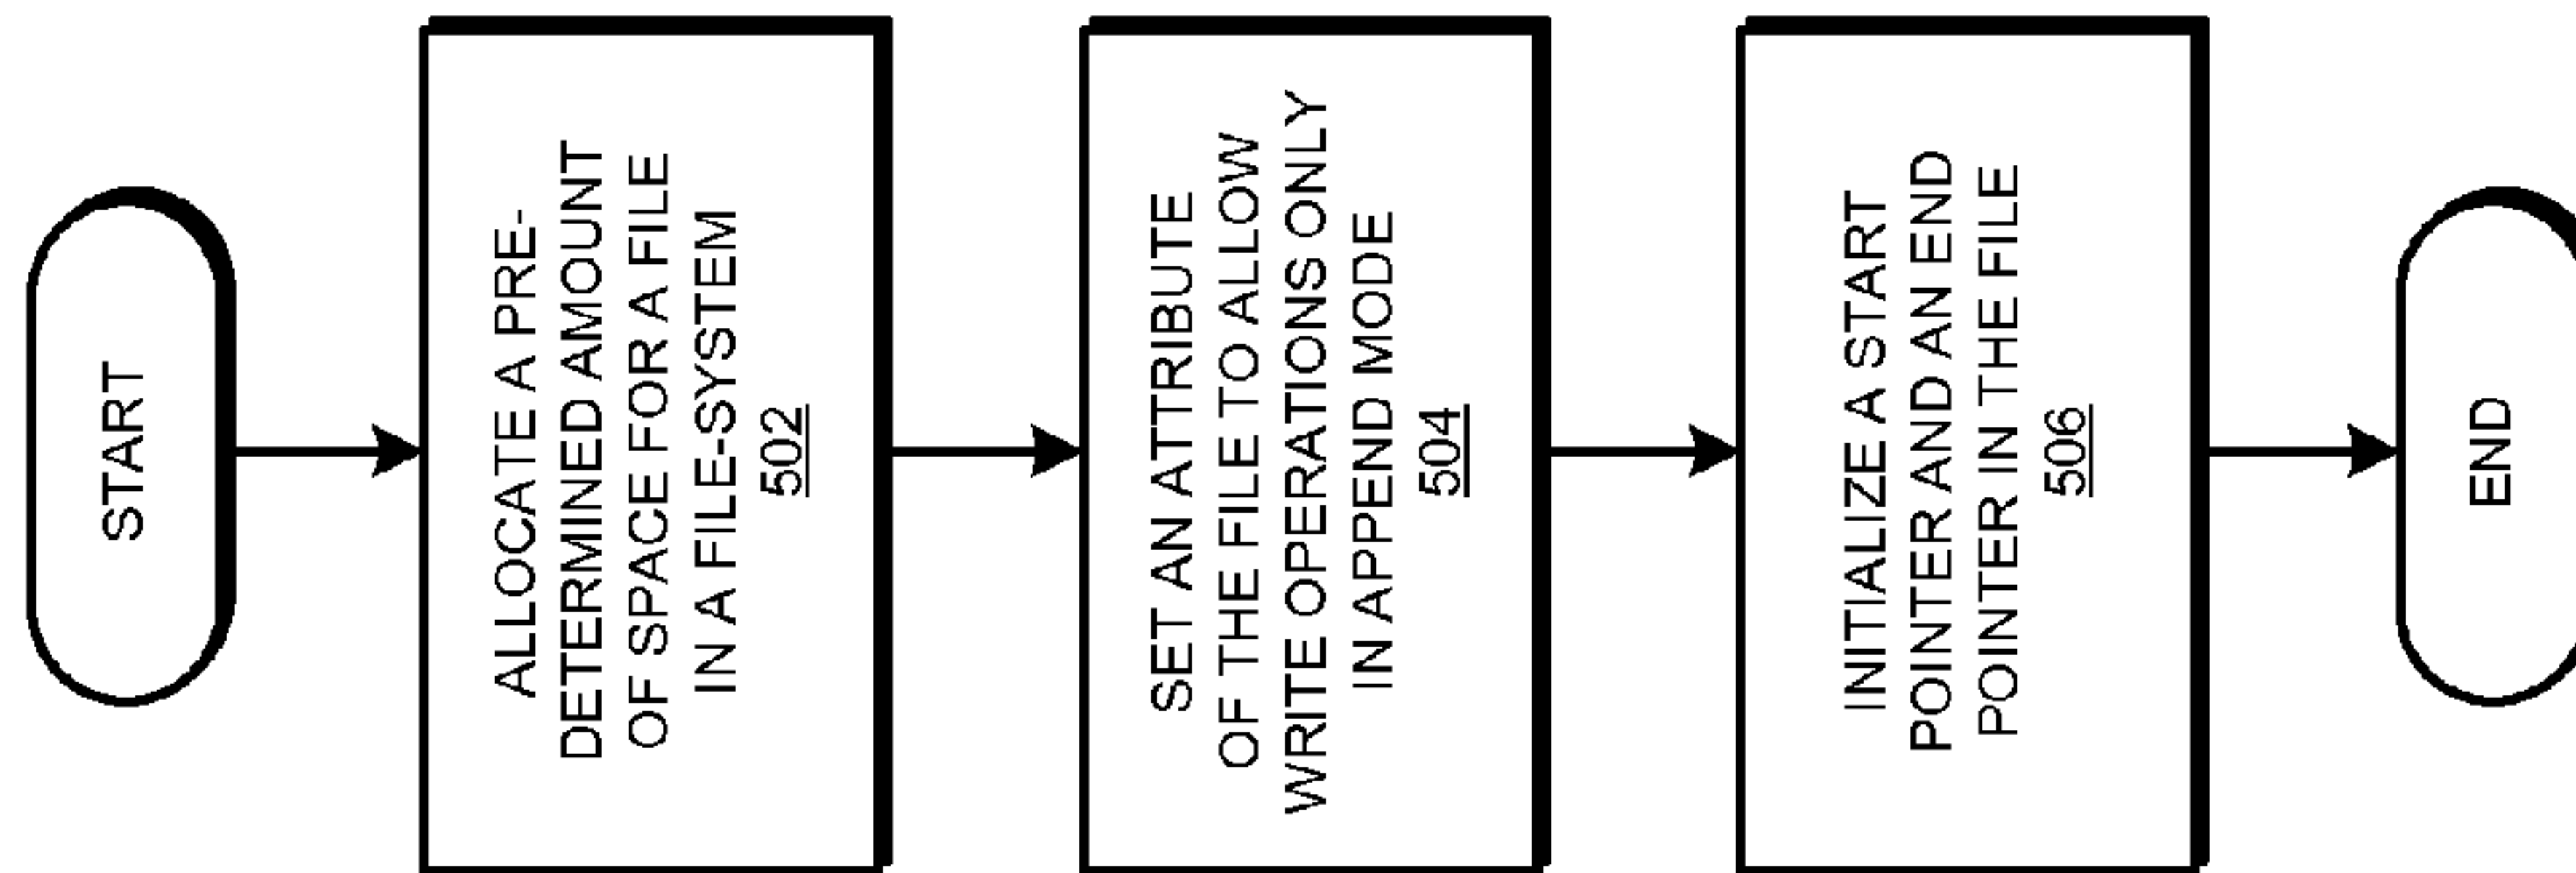 START
ALLOCATE A PRE-
DETERMINED AMOUNT
OF SPACE FOR A FILE
IN A FILE-SYSTEM
502
SET AN ATTRIBUTE
OF THE FILE TO ALLOW
WRITE OPERATIONS ONLY
IN APPEND MODE
504
INITIALIZE A START
POINTER AND AN END
POINTER IN THE FILE
506
END